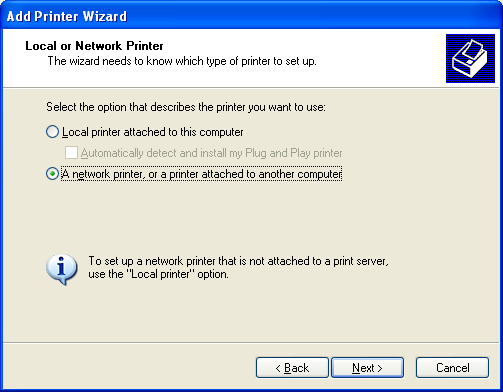 Add Printer Wizard
Local or Network Printer
The wizard needs to know which type of printer to set up.
Select the option that describes the printer you want to use:
Local printer attached to this computer
Automatically detect and install my Plug and Play printer
A network printer, or a printer attached to another computer
To set up a network printer that is not attached to a print server,
use the "Local printer" option.
< Back
Next >
Cancel